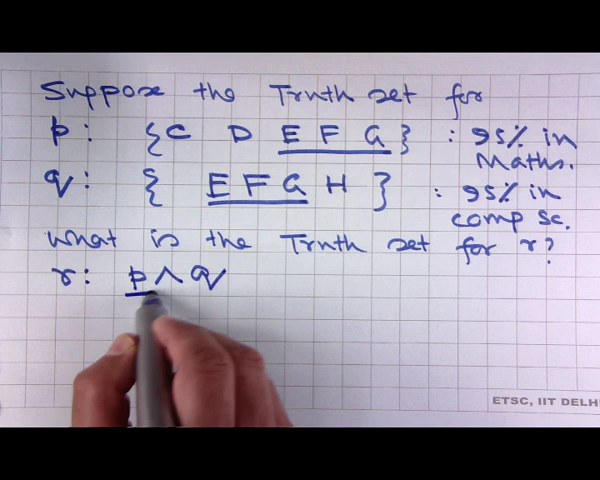 Suppose the Truth set for
p: {C D E F G} : 95% in Maths.
q: { E F G H } : 95% in comp sc.
what is the Truth set for r?
r: p ∧ q
ETSC, IIT DELH